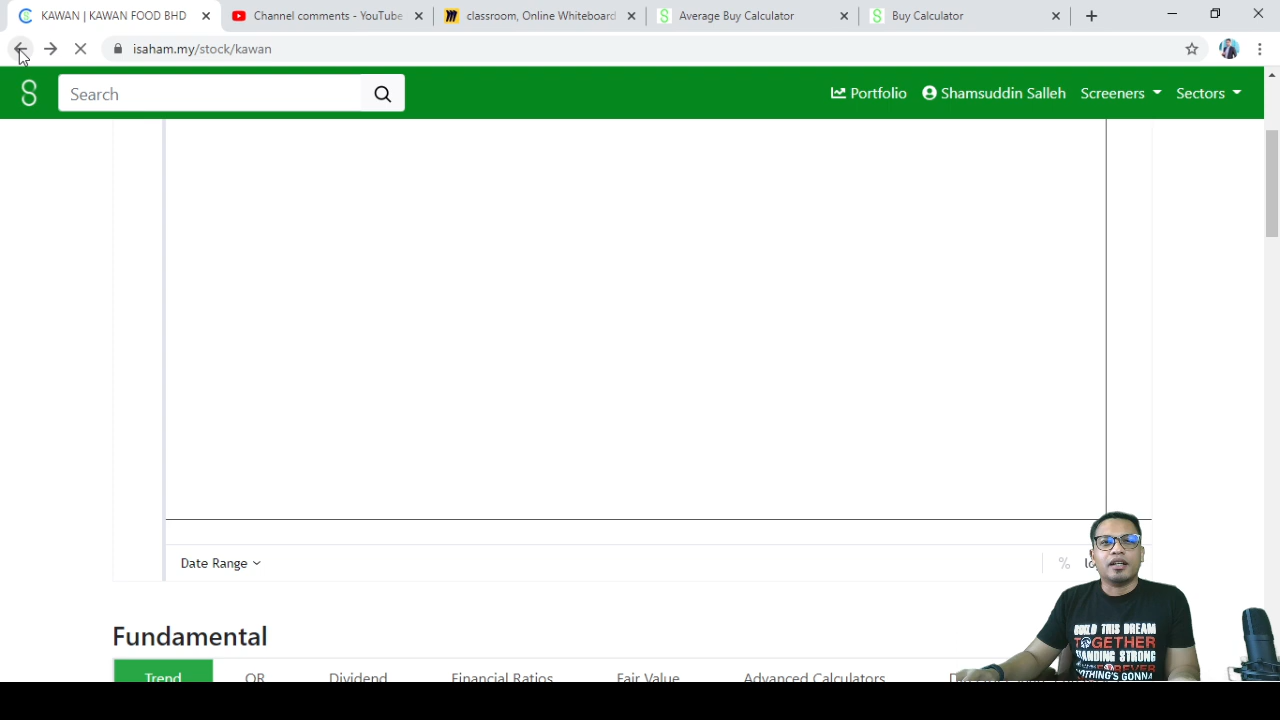 KAWAN | KAWAN FOOD BHD
Channel comments - YouTube
classroom, Online Whiteboard
Average Buy Calculator
Buy Calculator
isaham.my/stock/kawan
Search
Portfolio
Shamsuddin Salleh
Screeners
Sectors
Date Range
%
Fundamental
Trend
QR
Dividend
Financial Ratios
Fair Value
Advanced Calculators
THIS DREAM
TOGETHER
STANDING STRONG
NOTHING'S GONNA